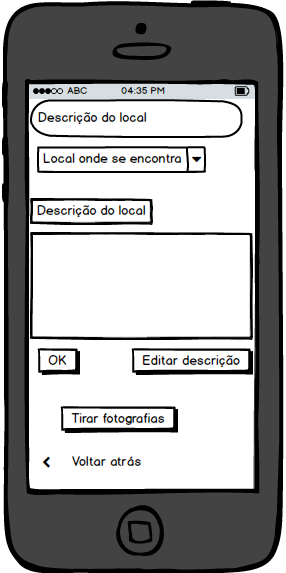 ABC 04:35 PM
Descrição do local
Local onde se encontra
Descrição do local
OK Editar descrição
Tirar fotografias
Voltar atrás